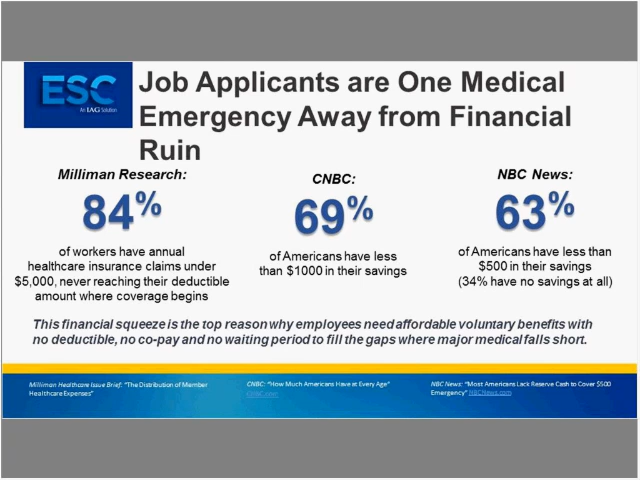 ESC
An IAG Solution
Job Applicants are One Medical
Emergency Away from Financial
Ruin
Milliman Research:
84%
of workers have annual
healthcare insurance claims under
$5,000, never reaching their deductible
amount where coverage begins
CNBC:
69%
of Americans have less
than $1000 in their savings
NBC News:
63%
of Americans have less than
$500 in their savings
(34% have no savings at all)
This financial squeeze is the top reason why employees need affordable voluntary benefits with
no deductible, no co-pay and no waiting period to fill the gaps where major medical falls short.
Milliman Healthcare Issue Brief: "The Distribution of Member
Healthcare Expenses"
CNBC: "How Much Americans Have at Every Age"
CNBC.com
NBC News: "Most Americans Lack Reserve Cash to Cover $500
Emergency" NBCNews.com